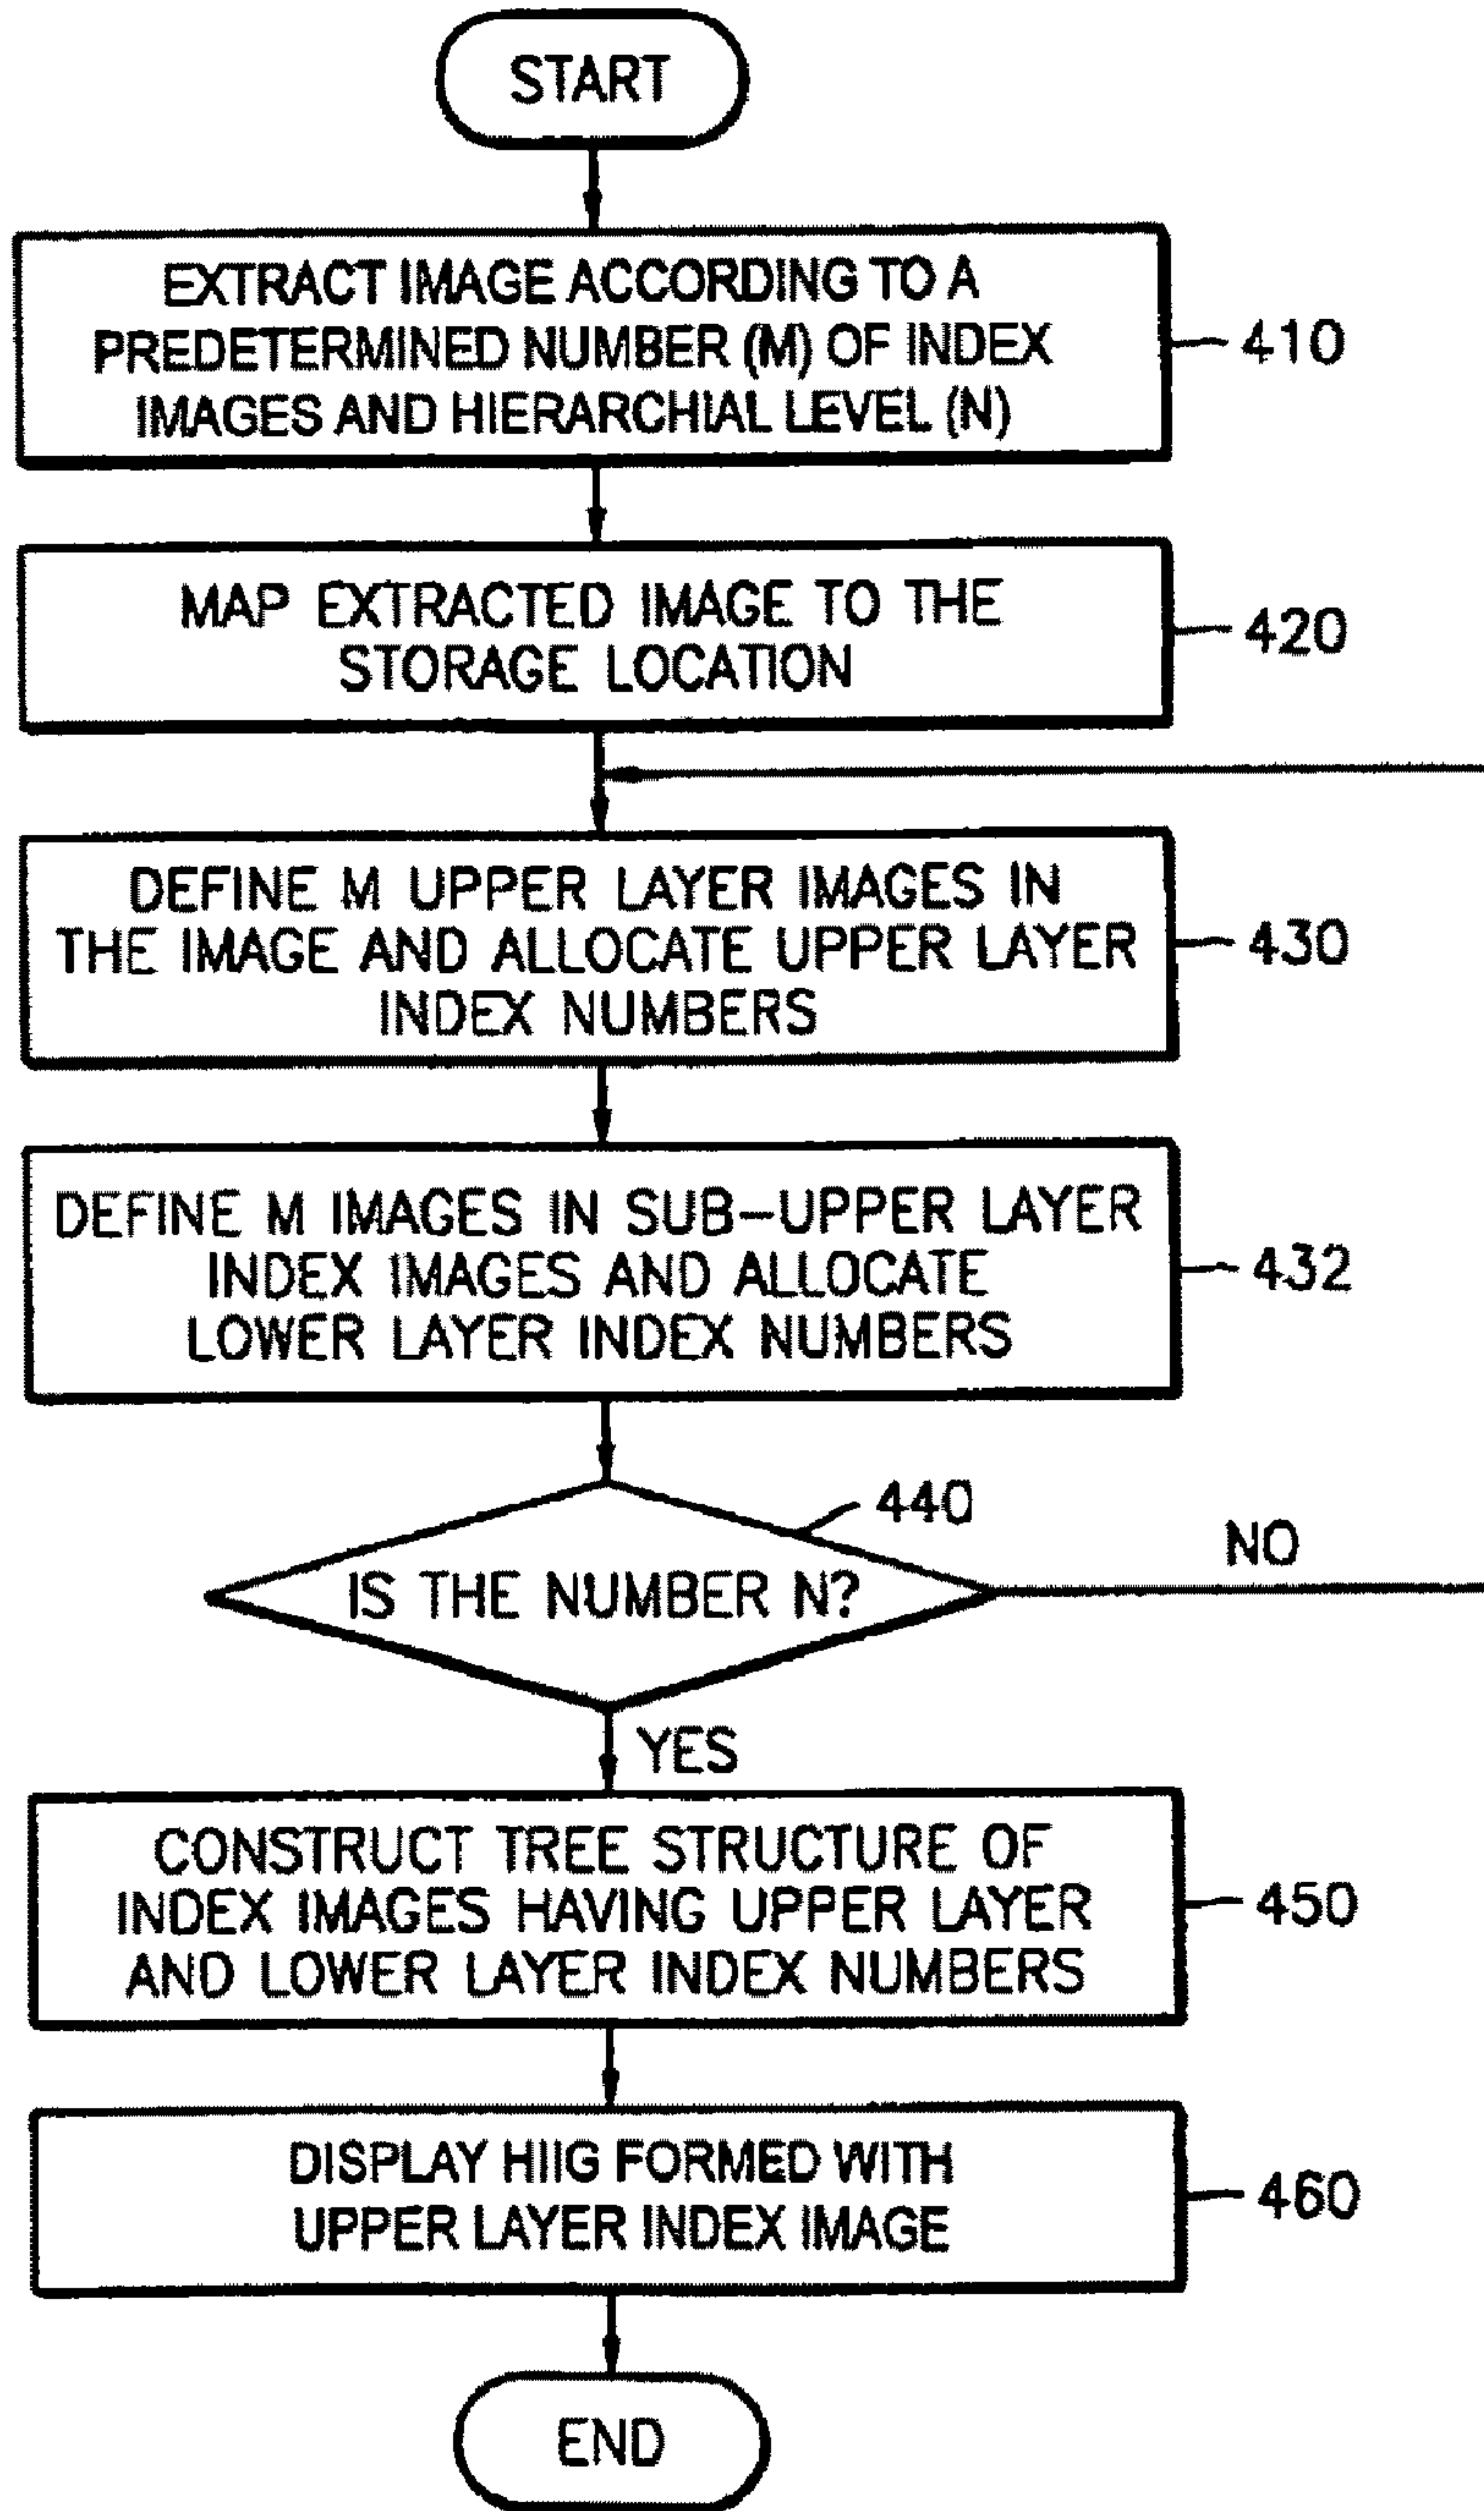 START
EXTRACT IMAGE ACCORDING TO A
PREDETERMINED NUMBER (M) OF INDEX
IMAGES AND HIERARCHIAL LEVEL (N)
410
MAP EXTRACTED IMAGE TO THE
STORAGE LOCATION
420
DEFINE M UPPER LAYER IMAGES IN
THE IMAGE AND ALLOCATE UPPER LAYER
INDEX NUMBERS
430
DEFINE M IMAGES IN SUB-UPPER LAYER
INDEX IMAGES AND ALLOCATE
LOWER LAYER INDEX NUMBERS
432
440
IS THE NUMBER N?
NO
YES
CONSTRUCT TREE STRUCTURE OF
INDEX IMAGES HAVING UPPER LAYER
AND LOWER LAYER INDEX NUMBERS
450
DISPLAY HIIG FORMED WITH
UPPER LAYER INDEX IMAGE
460
END